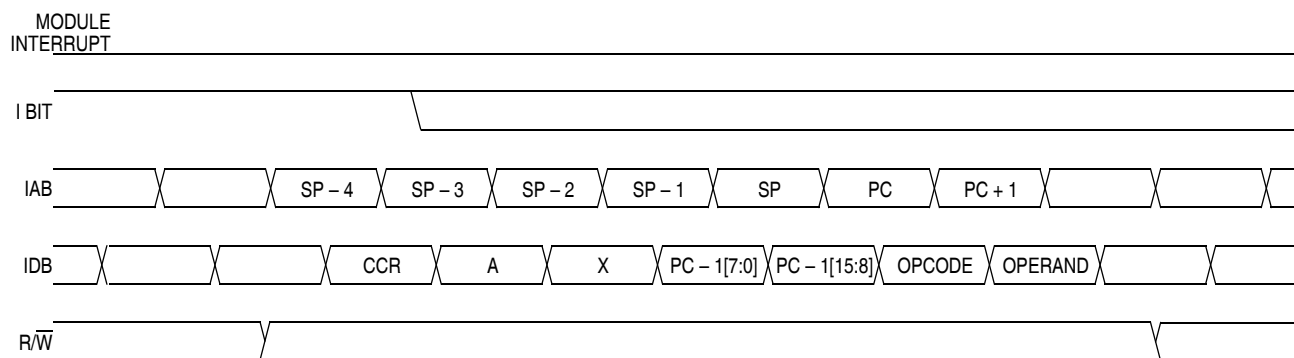 MODULE
INTERRUPT
I BIT
IAB SP – 4 SP – 3 SP – 2 SP – 1 SP PC PC + 1
IDB CCR A X PC – 1[7:0] PC – 1[15:8] OPCODE OPERAND
R/W̅